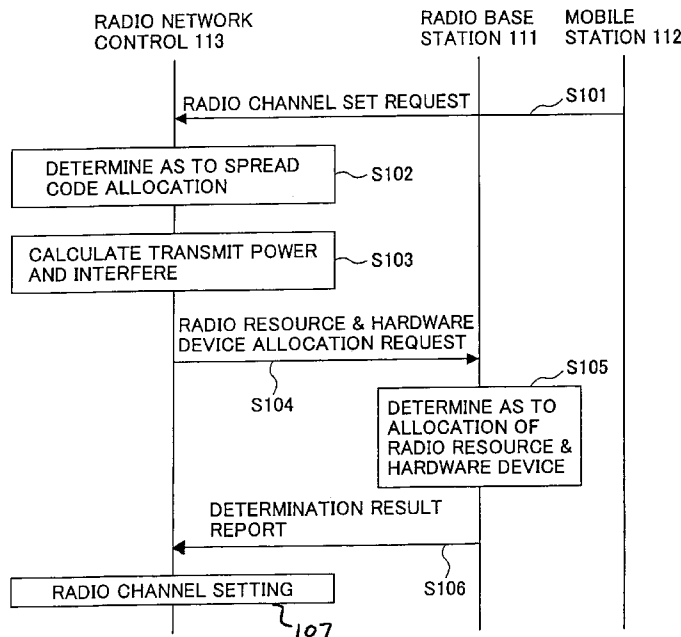 RADIO NETWORK
CONTROL 113
RADIO BASE
STATION 111
MOBILE
STATION 112
RADIO CHANNEL SET REQUEST
S101
DETERMINE AS TO SPREAD
CODE ALLOCATION
S102
CALCULATE TRANSMIT POWER
AND INTERFERE
S103
RADIO RESOURCE & HARDWARE
DEVICE ALLOCATION REQUEST
S104
S105
DETERMINE AS TO
ALLOCATION OF
RADIO RESOURCE &
HARDWARE DEVICE
DETERMINATION RESULT
REPORT
S106
RADIO CHANNEL SETTING
107